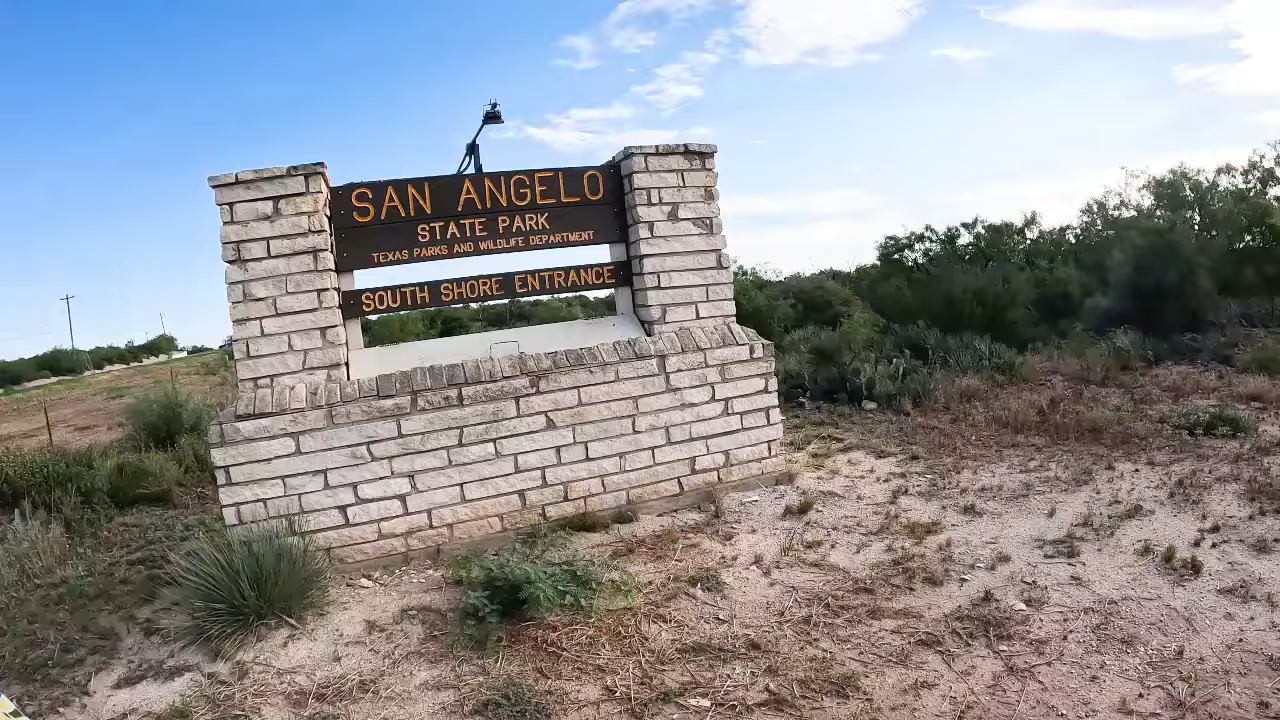 SAN ANGELO
STATE PARK
TEXAS PARKS AND WILDLIFE DEPARTMENT
SOUTH SHORE ENTRANCE